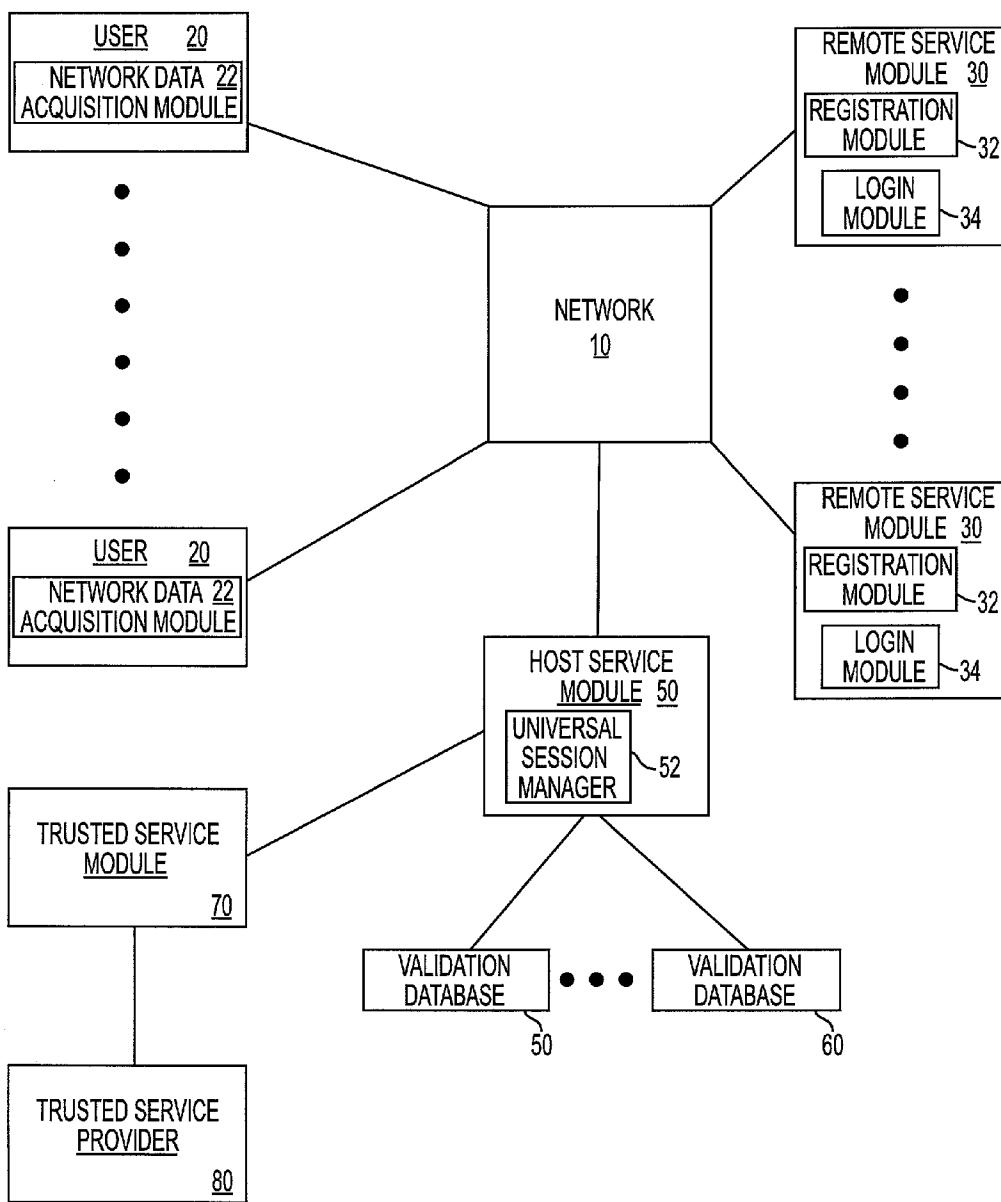 USER 20
NETWORK DATA 22
ACQUISITION MODULE
REMOTE SERVICE
MODULE 30
REGISTRATION
MODULE
32
LOGIN
MODULE
34
NETWORK
10
USER 20
NETWORK DATA 22
ACQUISITION MODULE
REMOTE SERVICE
MODULE 30
REGISTRATION
MODULE
32
LOGIN
MODULE
34
HOST SERVICE
MODULE 50
UNIVERSAL
SESSION
MANAGER
52
TRUSTED SERVICE
MODULE
70
VALIDATION
DATABASE
50
VALIDATION
DATABASE
60
TRUSTED SERVICE
PROVIDER
80